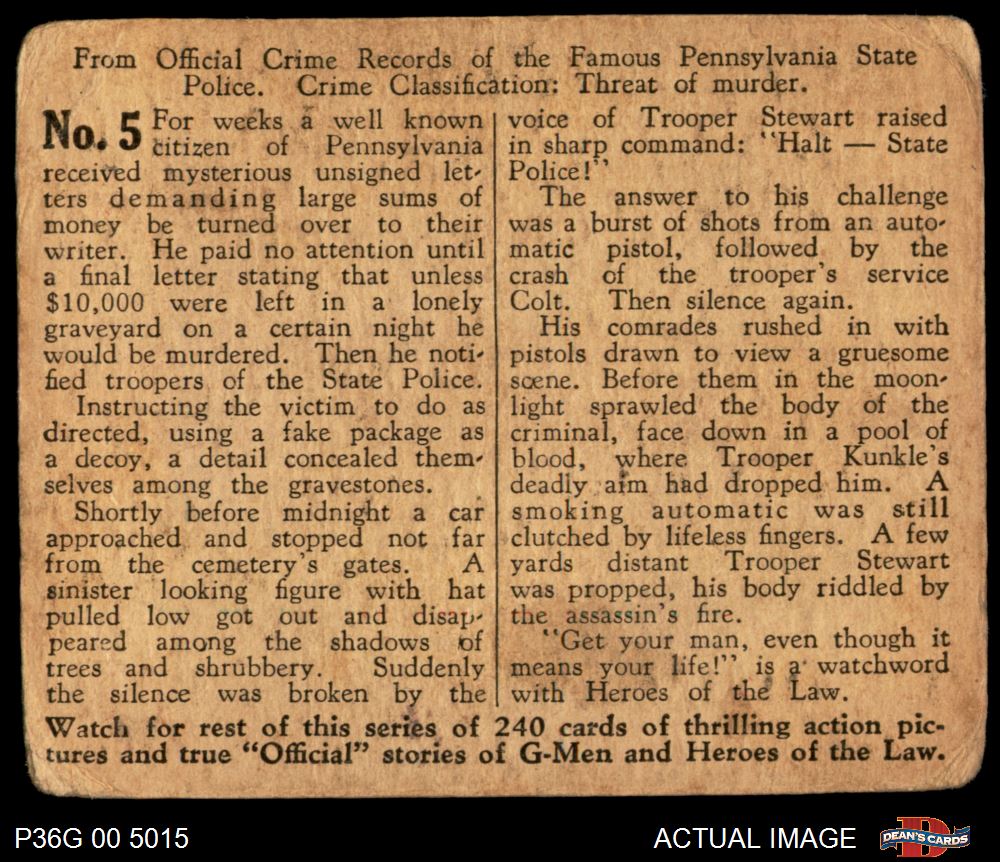 From Official Crime Records of the Famous Pennsylvania State
Police. Crime Classification: Threat of murder.
No. 5 For weeks a well known
citizen of Pennsylvania
received mysterious unsigned let-
ters demanding large sums of
money be turned over to their
writer. He paid no attention until
a final letter stating that unless
$10,000 were left in a lonely
graveyard on a certain night he
would be murdered. Then he noti-
fied troopers of the State Police.
Instructing the victim to do as
directed, using a fake package as
a decoy, a detail concealed them-
selves among the gravestones.
Shortly before midnight a car
approached and stopped not far
from the cemetery's gates. A
sinister looking figure with hat
pulled low got out and disap-
peared among the shadows of
trees and shrubbery. Suddenly
the silence was broken by the
voice of Trooper Stewart raised
in sharp command: "Halt — State
Police!"
The answer to his challenge
was a burst of shots from an auto-
matic pistol, followed by the
crash of the trooper's service
Colt. Then silence again.
His comrades rushed in with
pistols drawn to view a gruesome
scene. Before them in the moon-
light sprawled the body of the
criminal, face down in a pool of
blood, where Trooper Kunkle's
deadly aim had dropped him. A
smoking automatic was still
clutched by lifeless fingers. A few
yards distant Trooper Stewart
was propped, his body riddled by
the assassin's fire.
"Get your man, even though it
means your life!" is a watchword
with Heroes of the Law.
Watch for rest of this series of 240 cards of thrilling action pic-
tures and true "Official" stories of G-Men and Heroes of the Law.
P36G 00 5015
ACTUAL IMAGE
DEAN'S CARDS